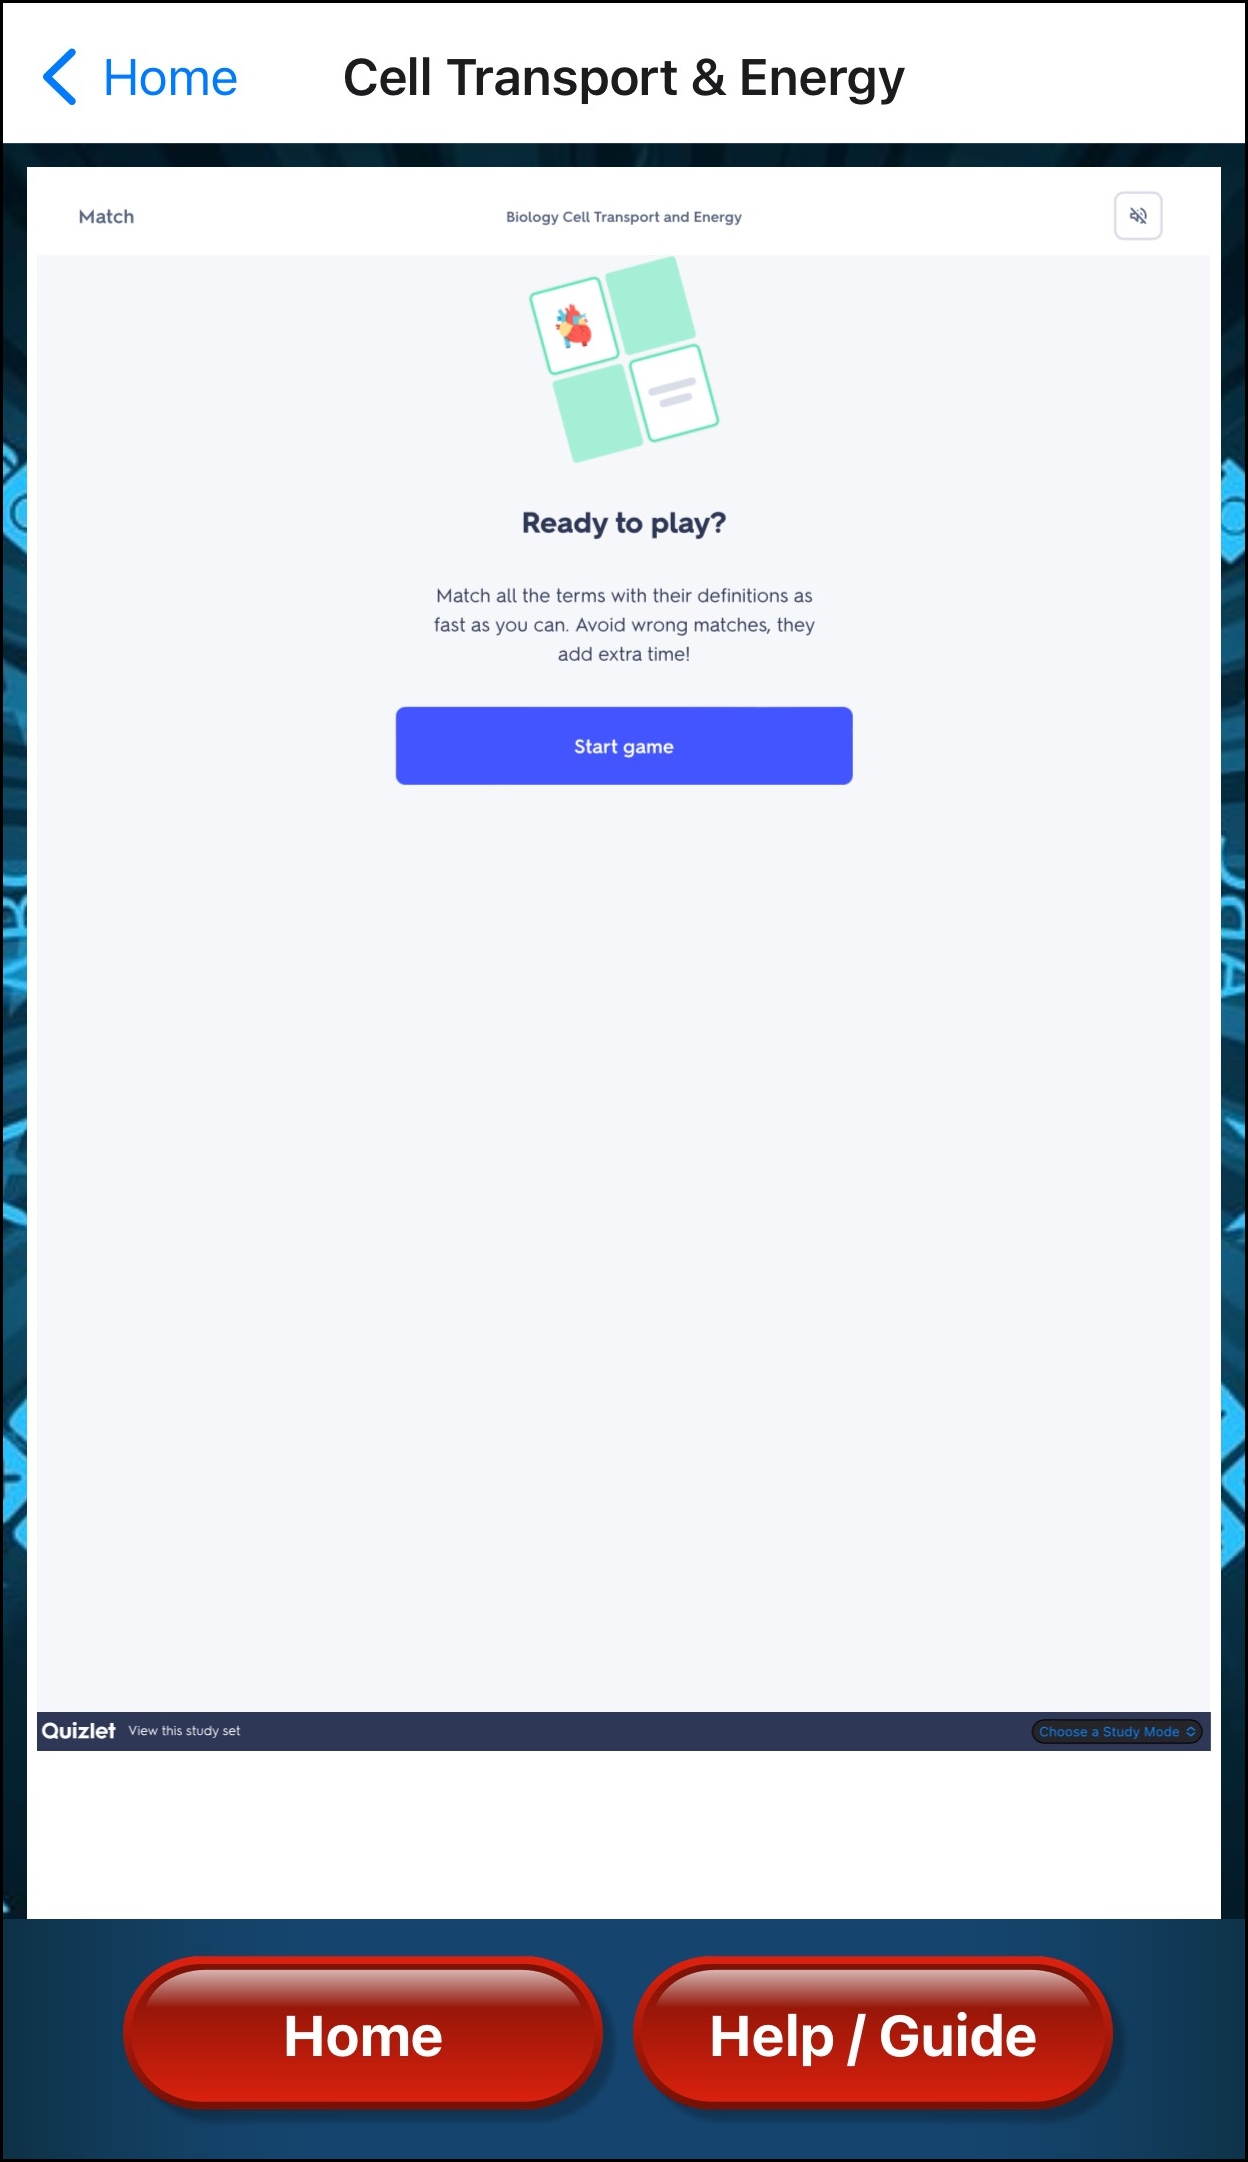 Home
Cell Transport & Energy
Match
Biology Cell Transport and Energy
Ready to play?
Match all the terms with their definitions as
fast as you can. Avoid wrong matches, they
add extra time!
Start game
Quizlet
View this study set
Choose a Study Mode
Home
Help / Guide